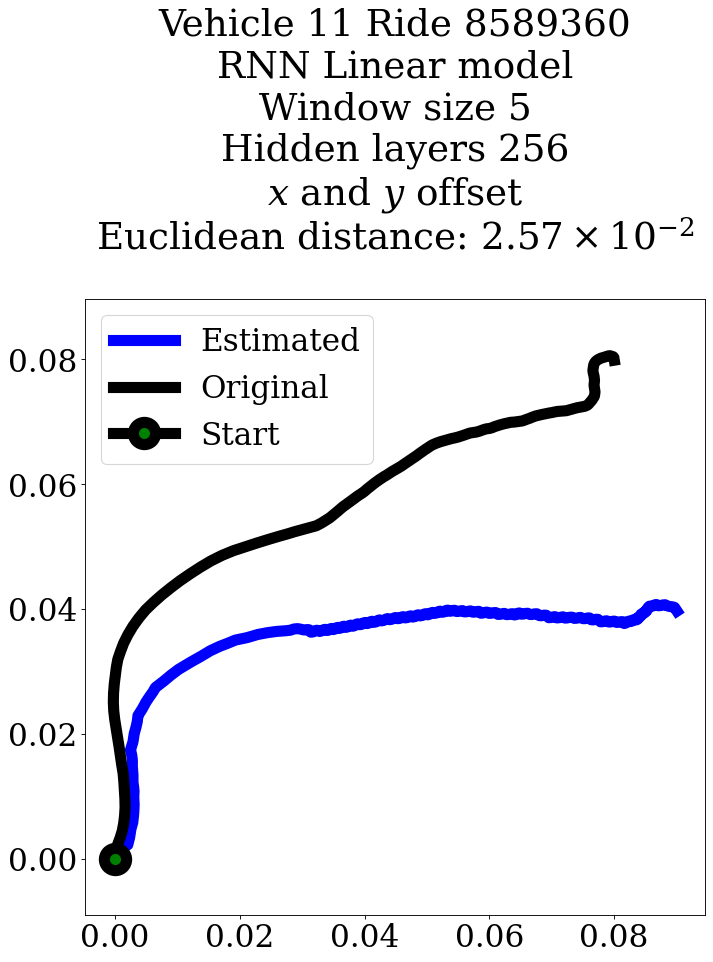 Vehicle 11 Ride 8589360
RNN Linear model
Window size 5
Hidden layers 256
x and y offset
Euclidean distance: 2.57 × 10⁻²
Estimated
Original
Start
0.08
0.06
0.04
0.02
0.00
0.00 0.02 0.04 0.06 0.08